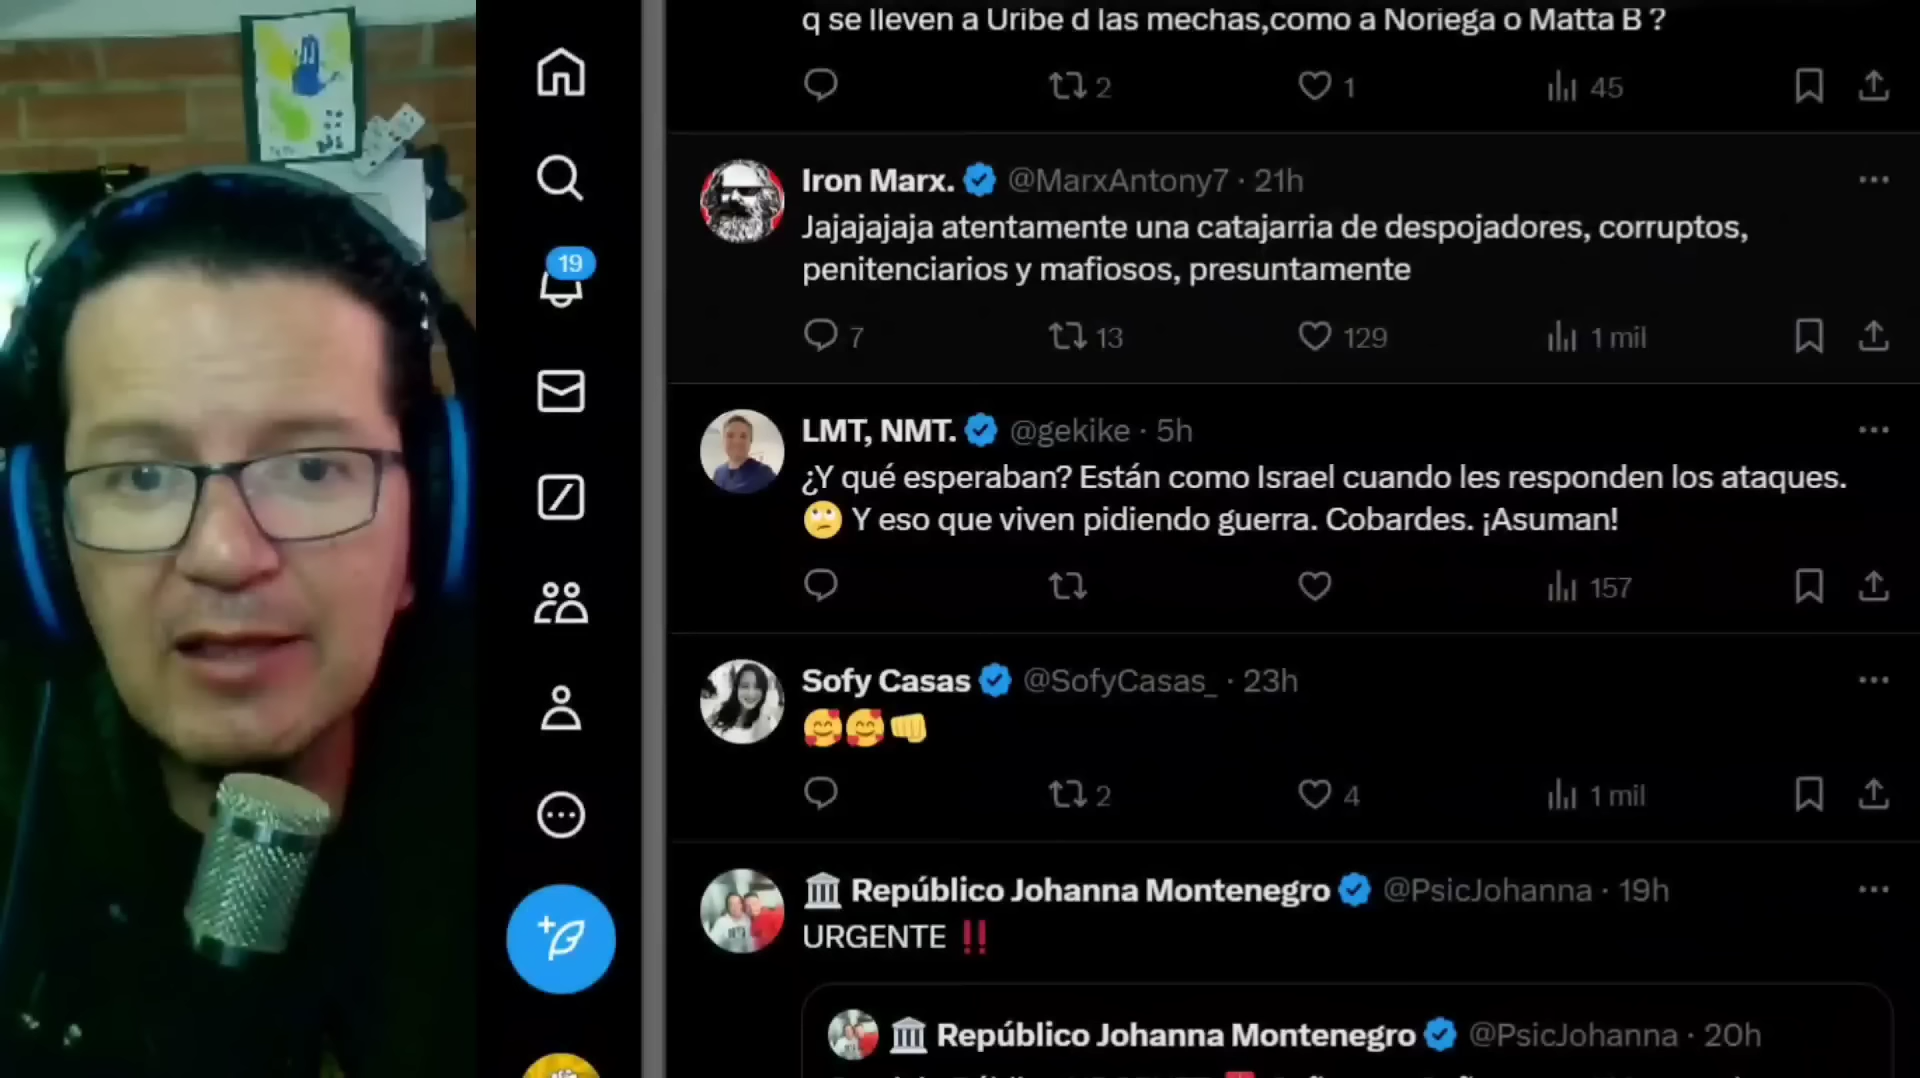 q se lleven a Uribe d las mechas,como a Noriega o Matta B ?
2 1 45
19
Iron Marx. @MarxAntony7 · 21h
Jajajajaja atentamente una catajarria de despojadores, corruptos,
penitenciarios y mafiosos, presuntamente
7 13 129 1 mil
LMT, NMT. @gekike · 5h
¿Y qué esperaban? Están como Israel cuando les responden los ataques.
🙄 Y eso que viven pidiendo guerra. Cobardes. ¡Asuman!
157
Sofy Casas @SofyCasas_ · 23h
🥰🥰👊
2 4 1 mil
🏛️ Repúblico Johanna Montenegro @PsicJohanna · 19h
URGENTE ‼️
🏛️ Repúblico Johanna Montenegro @PsicJohanna · 20h